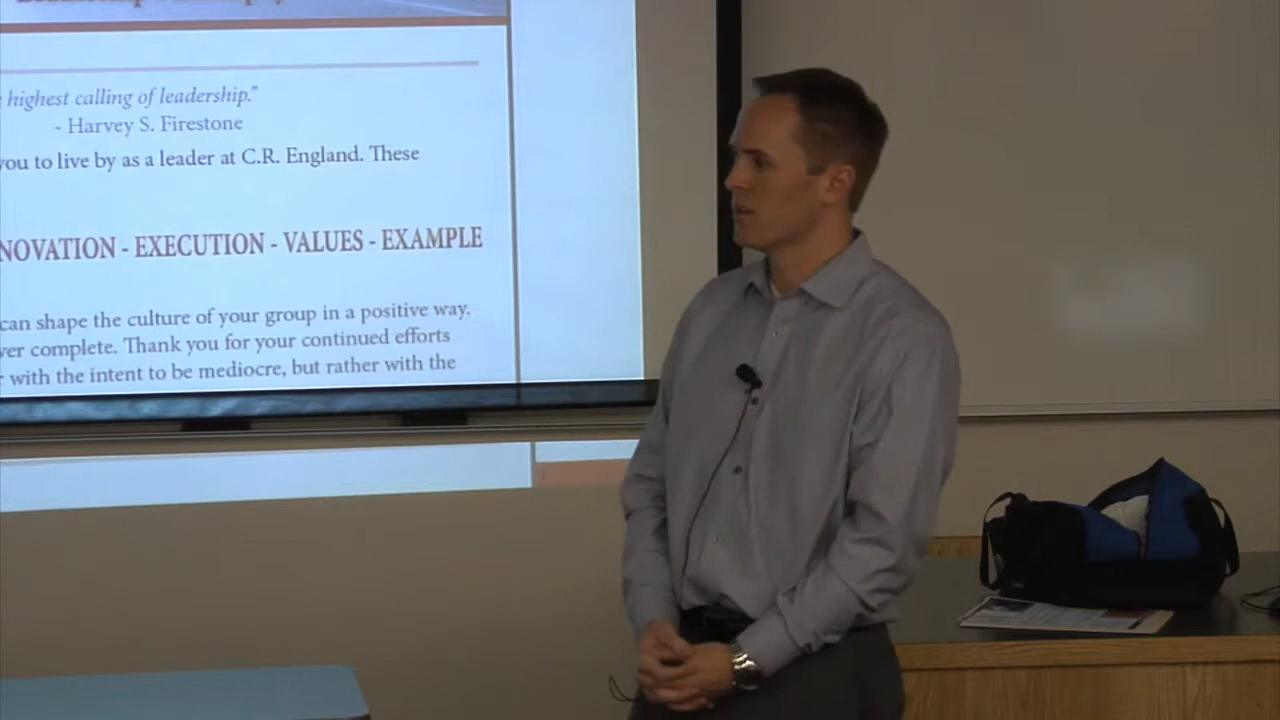 highest calling of leadership."
- Harvey S. Firestone
you to live by as a leader at C.R. England. These
NOVATION - EXECUTION - VALUES - EXAMPLE
can shape the culture of your group in a positive way.
ver complete. Thank you for your continued efforts
with the intent to be mediocre, but rather with the